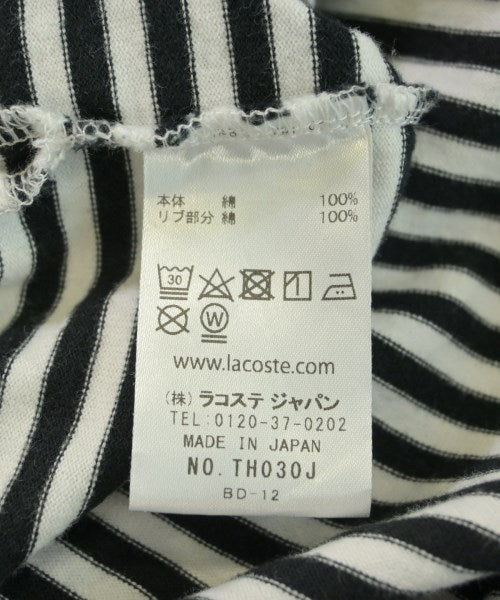 本体 綿 100%
リブ部分 綿 100%
30
W
www.lacoste.com
(株) ラコステ ジャパン
TEL:0120-37-0202
MADE IN JAPAN
NO. TH030J
BD-12